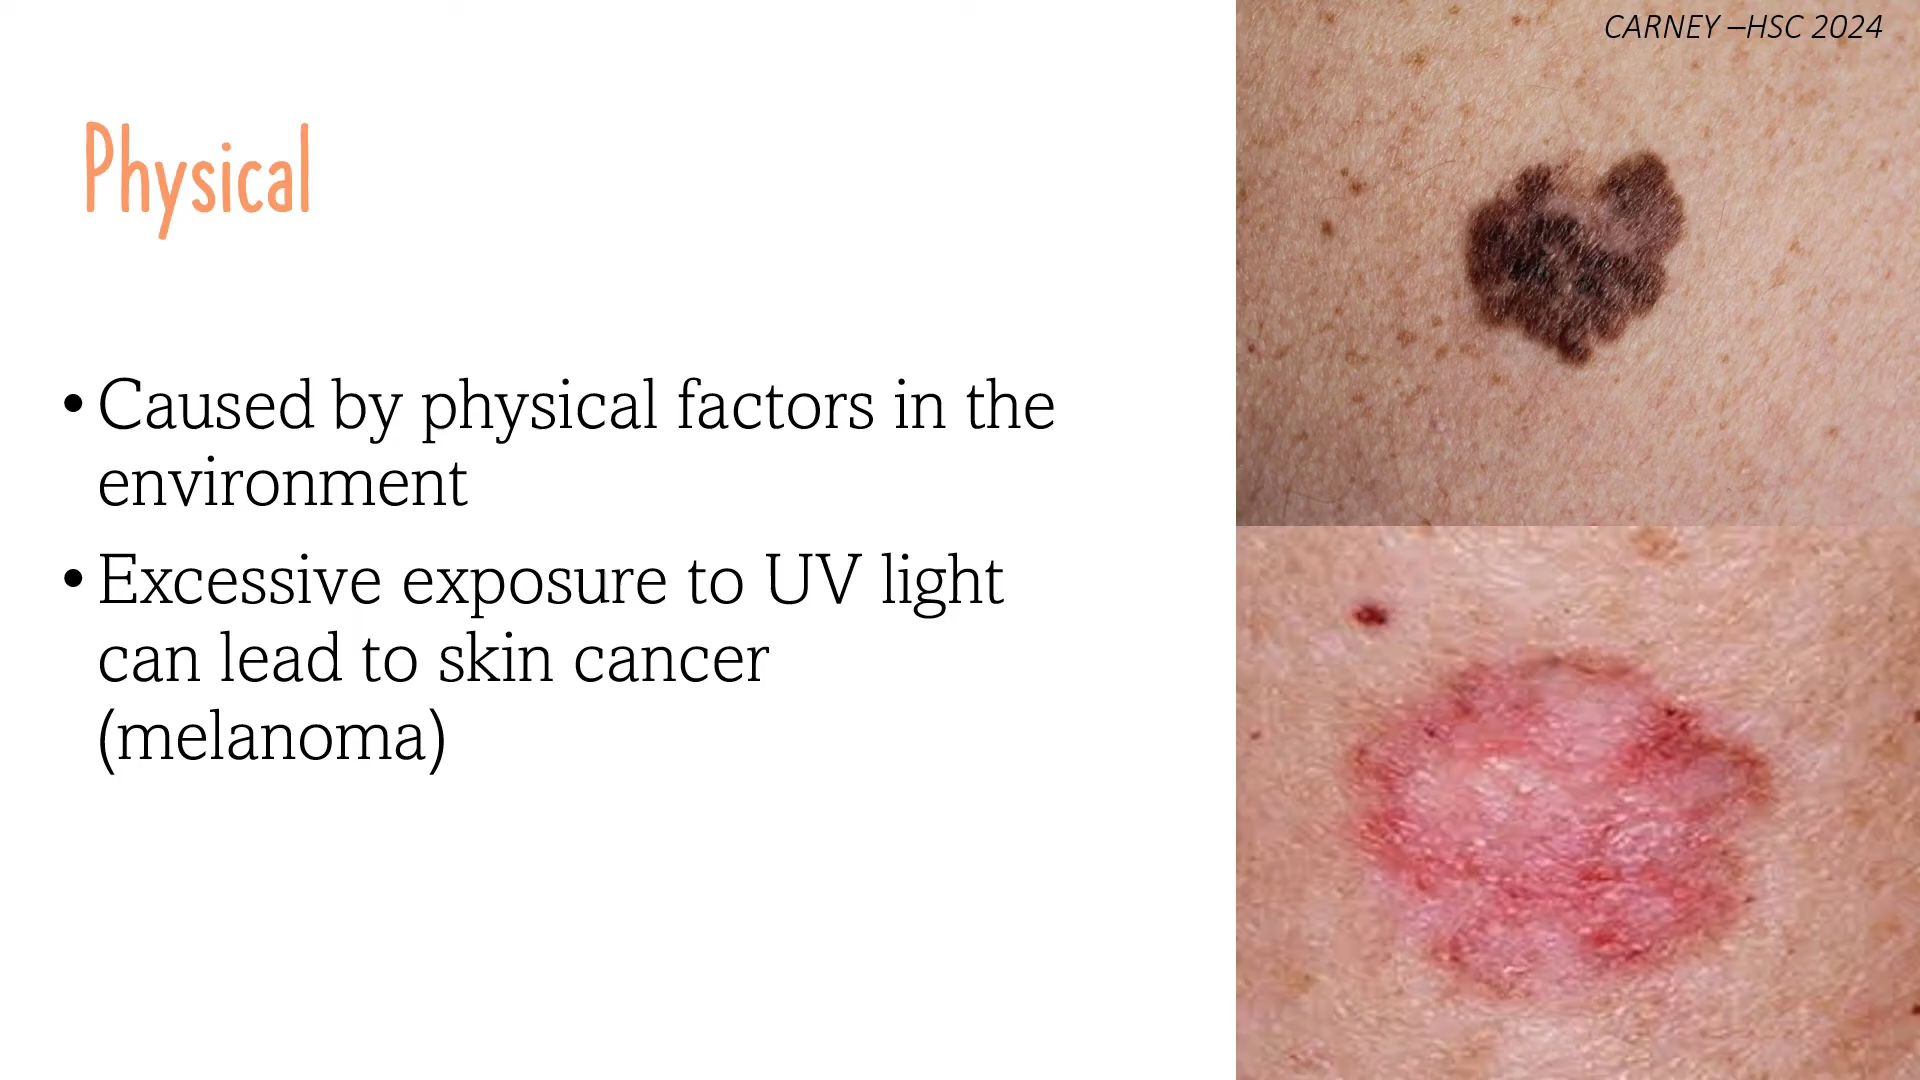 CARNEY –HSC 2024
Physical
• Caused by physical factors in the
environment
• Excessive exposure to UV light
can lead to skin cancer
(melanoma)